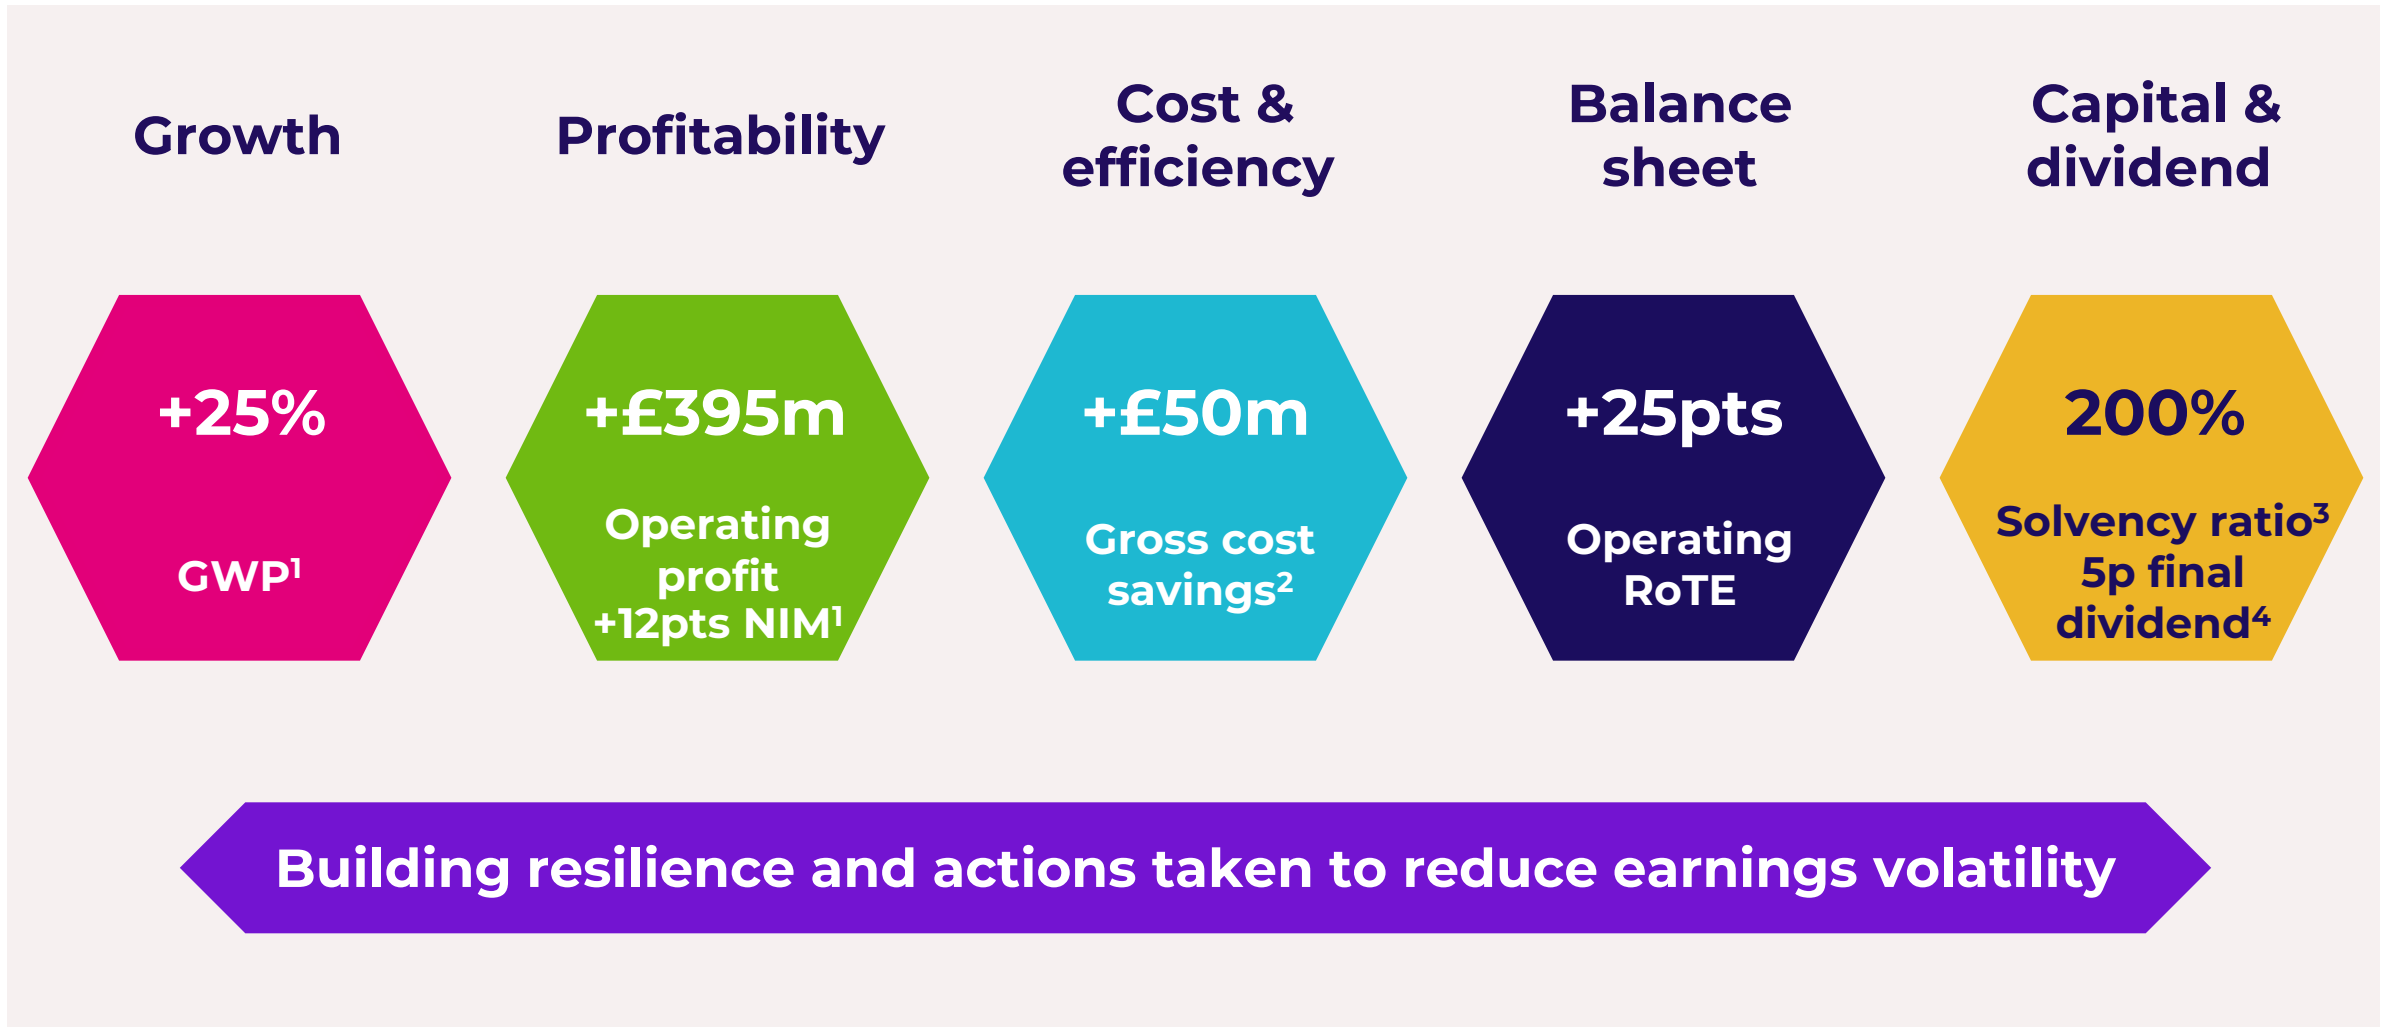 Growth
Profitability
Cost &
efficiency
Balance
sheet
Capital &
dividend
+25%
GWP¹
+£395m
Operating
profit
+12pts NIM¹
+£50m
Gross cost
savings²
+25pts
Operating
RoTE
200%
Solvency ratio³
5p final
dividend⁴
Building resilience and actions taken to reduce earnings volatility